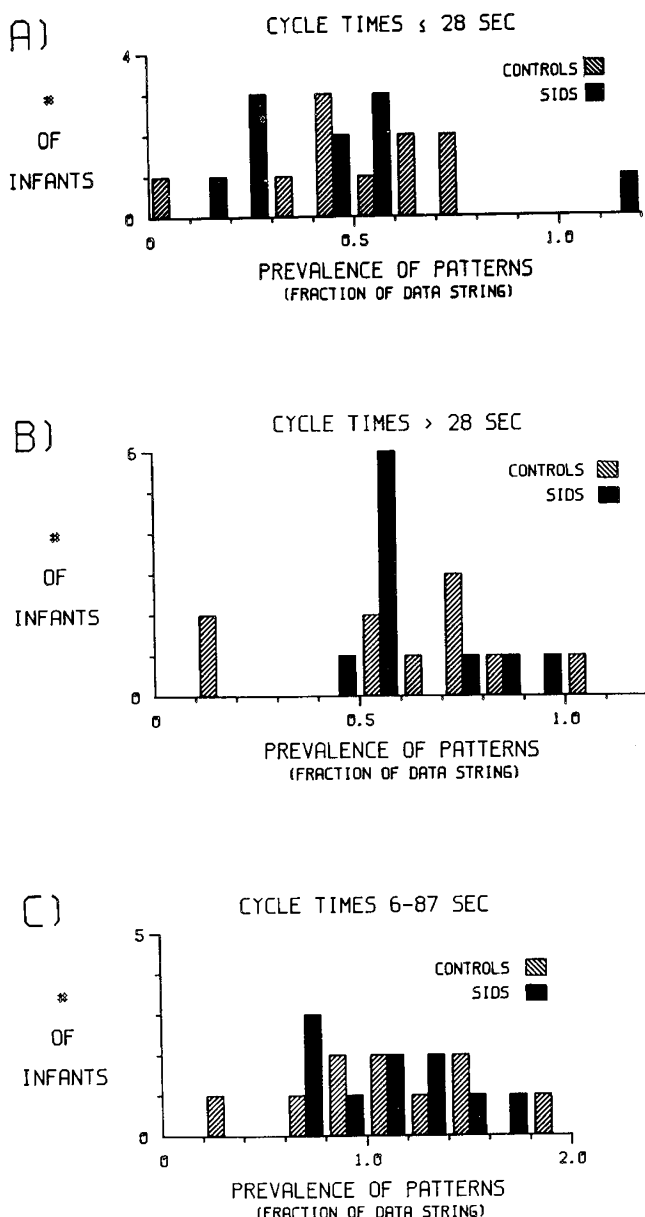 A)
CYCLE TIMES ≤ 28 SEC
4
CONTROLS
SIDS
#
OF
INFANTS
0
0 0.5 1.0
PREVALENCE OF PATTERNS
(FRACTION OF DATA STRING)
B)
CYCLE TIMES > 28 SEC
6
CONTROLS
SIDS
#
OF
INFANTS
0
0 0.5 1.0
PREVALENCE OF PATTERNS
(FRACTION OF DATA STRING)
C)
CYCLE TIMES 6-87 SEC
5
CONTROLS
SIDS
#
OF
INFANTS
0
0 1.0 2.0
PREVALENCE OF PATTERNS
(FRACTION OF DATA STRING)